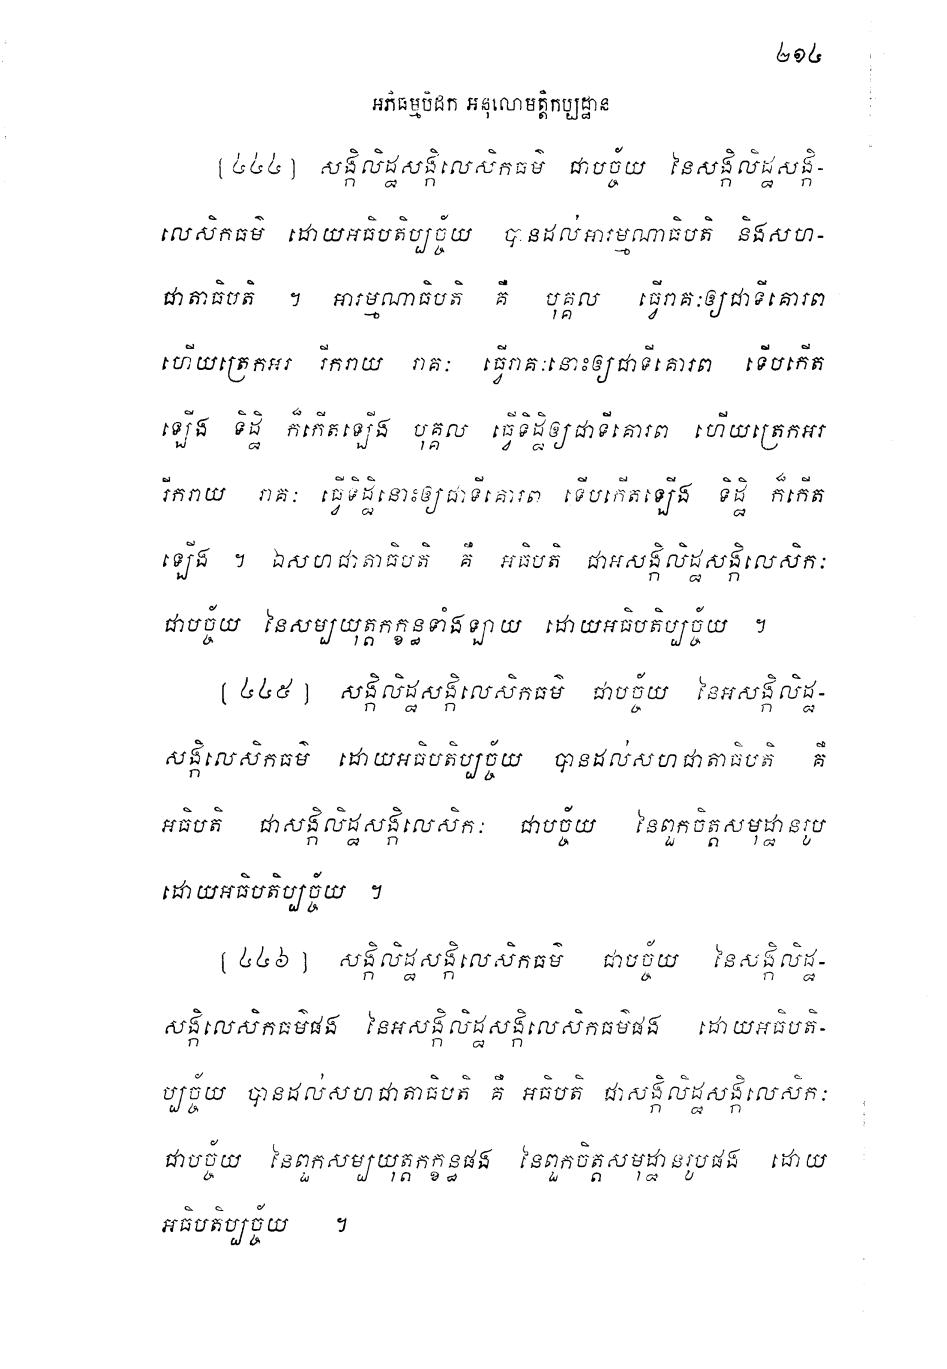 ២១៤
អភិធម្មបិដក អនុលោមត្តិកប្បដ្ឋាន
(៤៤៤) សង្កិលិដ្ឋសង្កិលេសិកធម៌ ជាបច្ច័យ នៃសង្កិលិដ្ឋសង្កិ-
លេសិកធម៌ ដោយអធិបតិប្បច្ច័យ បានដល់អារម្មណាធិបតិ និងសហ-
ជាតាធិបតិ ។ អារម្មណាធិបតិ គឺ បុគ្គល ធ្វើរាគៈឲ្យជាទីគោរព
ហើយត្រេកអរ រីករាយ រាគៈ ធ្វើរាគៈនោះឲ្យជាទីគោរព ទើបកើត
ឡើង ទិដ្ឋិ ក៏កើតឡើង បុគ្គល ធ្វើទិដ្ឋិឲ្យជាទីគោរព ហើយត្រេកអរ
រីករាយ រាគៈ ធ្វើទិដ្ឋិនោះឲ្យជាទីគោរព ទើបកើតឡើង ទិដ្ឋិ ក៏កើត
ឡើង ។ ឯសហជាតាធិបតិ គឺ អធិបតិ ជាអសង្កិលិដ្ឋសង្កិលេសិកៈ
ជាបច្ច័យ នៃសម្បយុត្តកក្ខន្ធទាំងឡាយ ដោយអធិបតិប្បច្ច័យ ។
(៤៤៥) សង្កិលិដ្ឋសង្កិលេសិកធម៌ ជាបច្ច័យ នៃអសង្កិលិដ្ឋ-
សង្កិលេសិកធម៌ ដោយអធិបតិប្បច្ច័យ បានដល់សហជាតាធិបតិ គឺ
អធិបតិ ជាសង្កិលិដ្ឋសង្កិលេសិកៈ ជាបច្ច័យ នៃពួកចិត្តសមុដ្ឋានរូប
ដោយអធិបតិប្បច្ច័យ ។
(៤៤៦) សង្កិលិដ្ឋសង្កិលេសិកធម៌ ជាបច្ច័យ នៃសង្កិលិដ្ឋ-
សង្កិលេសិកធម៌ផង នៃអសង្កិលិដ្ឋសង្កិលេសិកធម៌ផង ដោយអធិបតិ-
ប្បច្ច័យ បានដល់សហជាតាធិបតិ គឺ អធិបតិ ជាសង្កិលិដ្ឋសង្កិលេសិកៈ
ជាបច្ច័យ នៃពួកសម្បយុត្តកក្ខន្ធផង នៃពួកចិត្តសមុដ្ឋានរូបផង ដោយ
អធិបតិប្បច្ច័យ ។